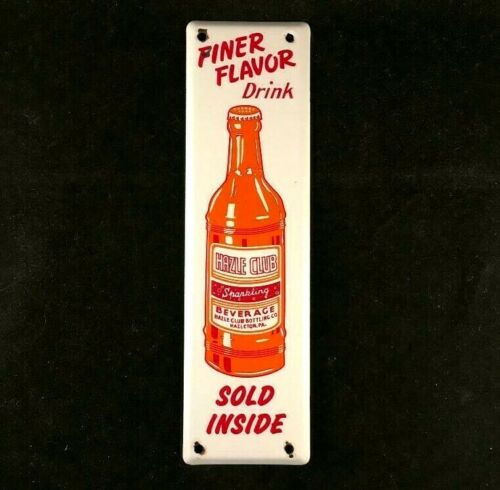 FINER
FLAVOR
Drink
HAZLE CLUB
Sparkling
BEVERAGE
HAZLE CLUB BOTTLING CO.
HAZLETON, PA.
SOLD
INSIDE